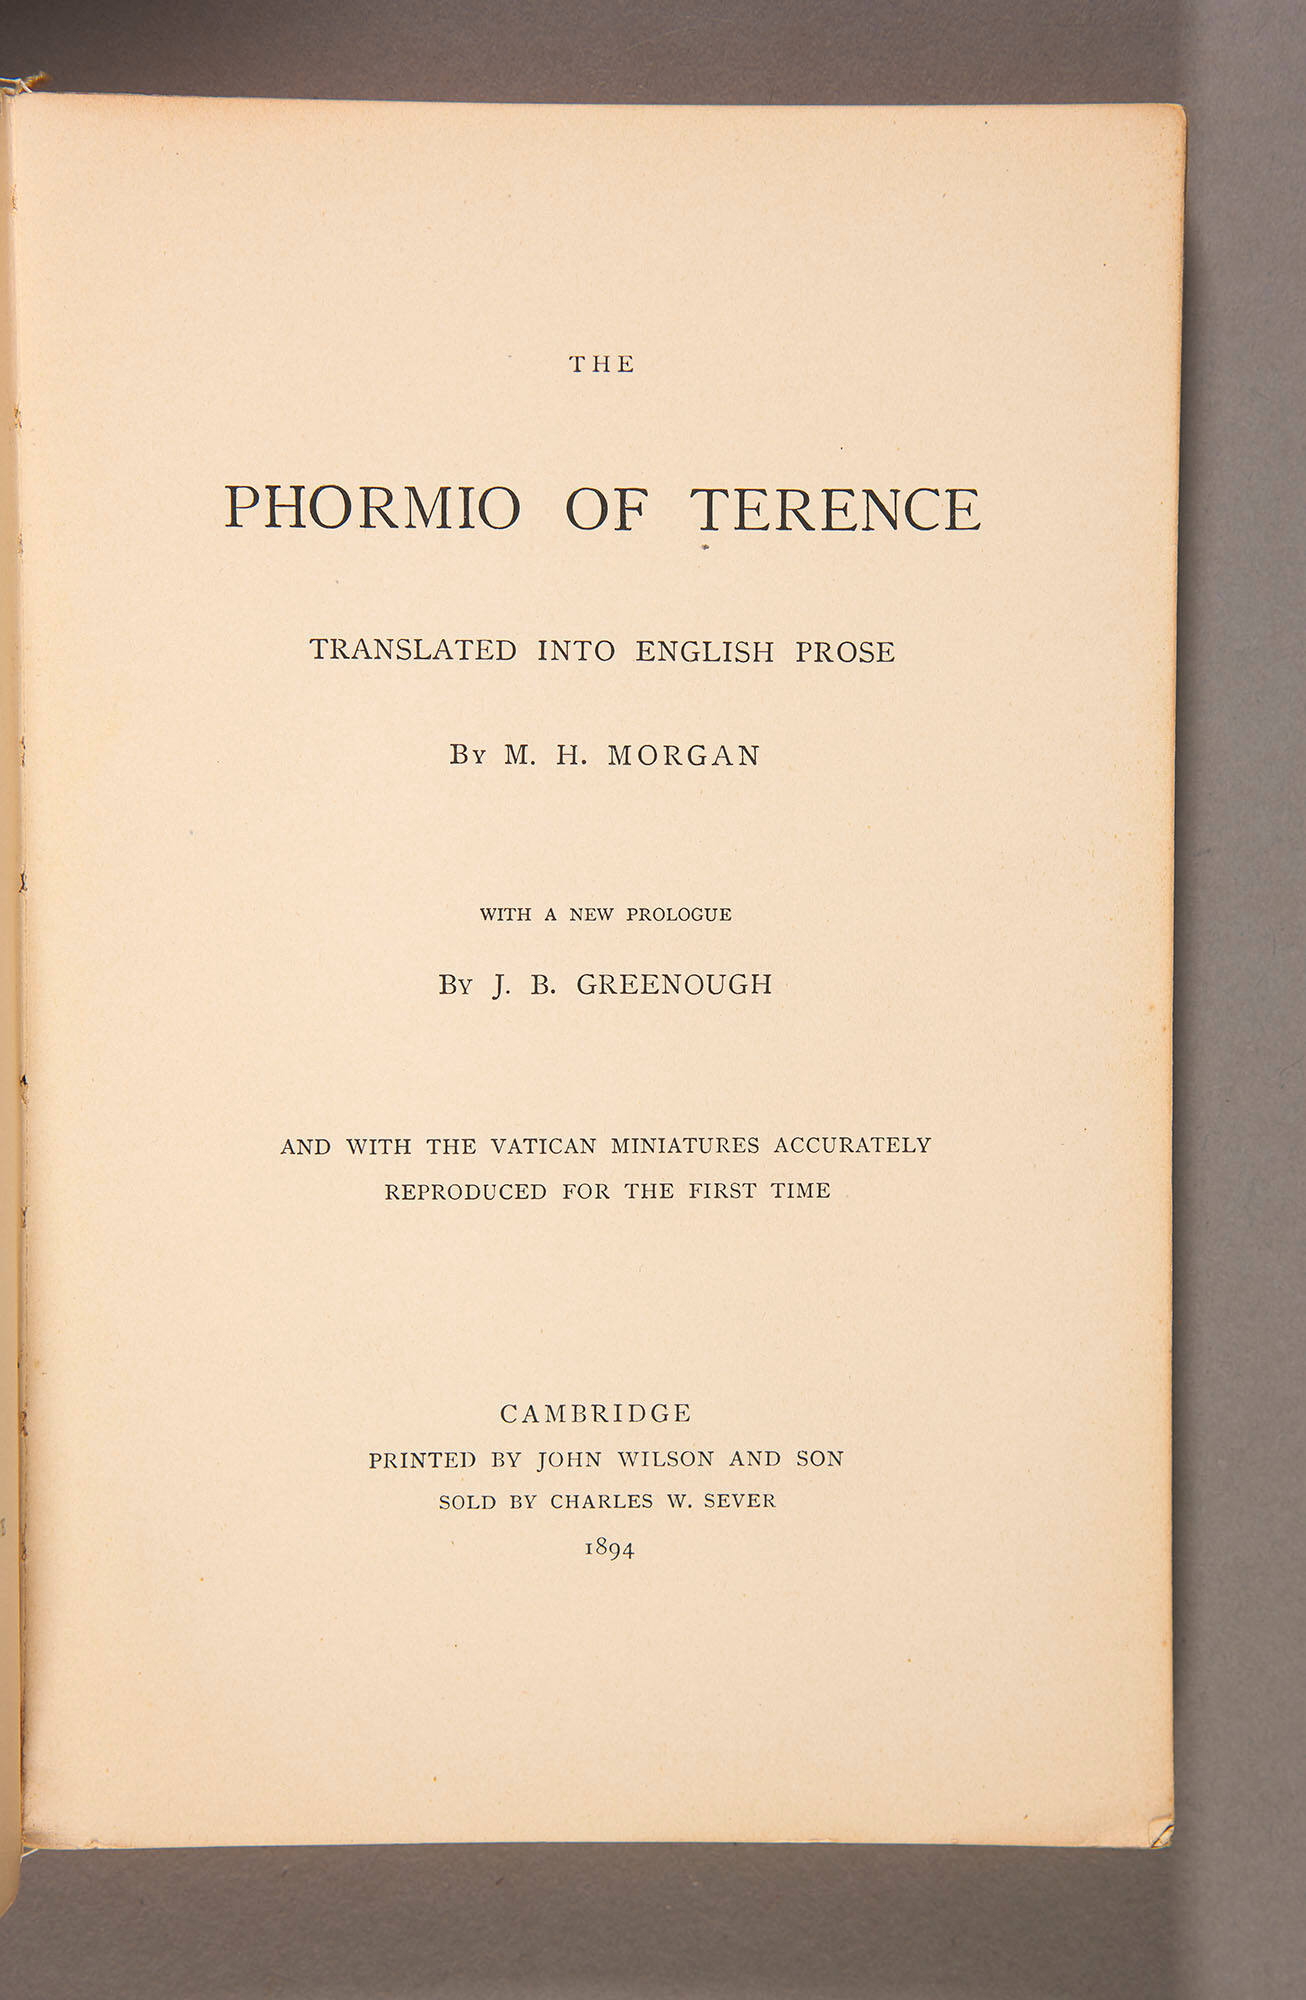 THE
PHORMIO OF TERENCE
TRANSLATED INTO ENGLISH PROSE
By M. H. MORGAN
WITH A NEW PROLOGUE
By J. B. GREENOUGH
AND WITH THE VATICAN MINIATURES ACCURATELY
REPRODUCED FOR THE FIRST TIME
CAMBRIDGE
PRINTED BY JOHN WILSON AND SON
SOLD BY CHARLES W. SEVER
1894